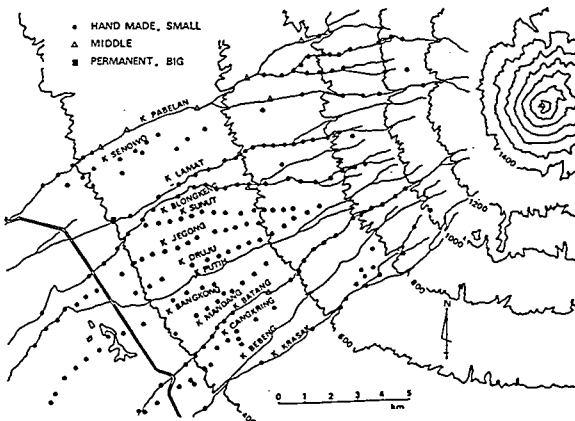 HAND MADE, SMALL
MIDDLE
PERMANENT, BIG
K PABELAN
K SENOWO
K LAMAT
K BLONGKENG
K SUMUT
K JEGONG
K DRUJU
K PUTIH
K BANGKONG
K MANDANG
K BATANG
K CANGKRING
K BEBENG
K KRASAK
1400
1200
1000
800
600
400
N
0 1 2 3 4 5
km